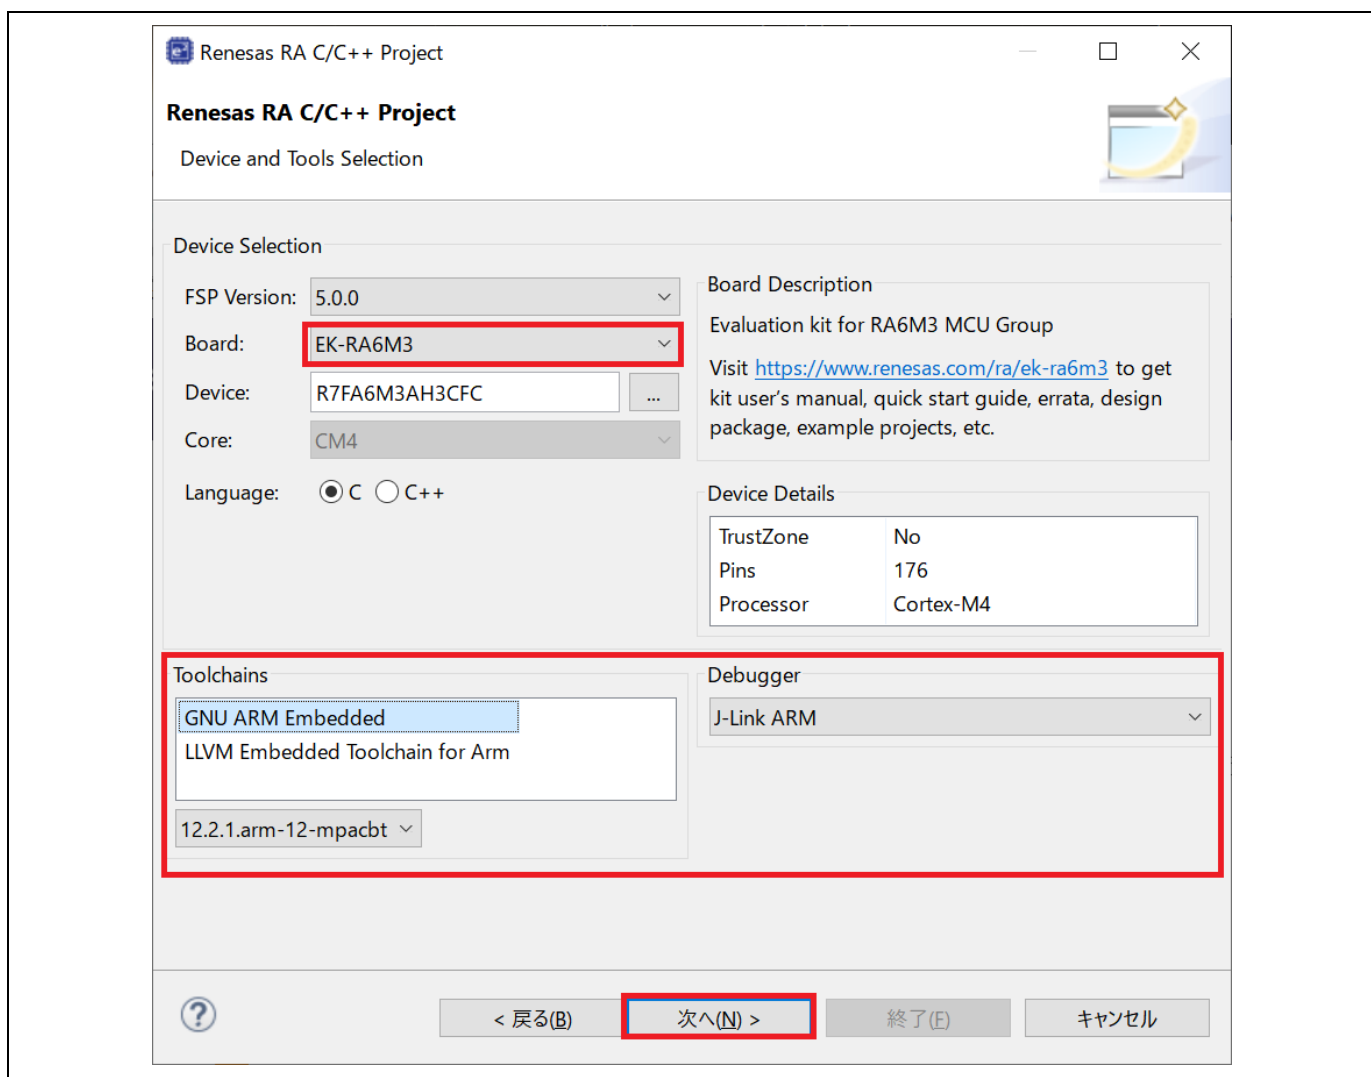 Renesas RA C/C++ Project
Renesas RA C/C++ Project
Device and Tools Selection
Device Selection
FSP Version: 5.0.0
Board: EK-RA6M3
Device: R7FA6M3AH3CFC ...
Core: CM4
Language: C C++
Board Description
Evaluation kit for RA6M3 MCU Group
Visit https://www.renesas.com/ra/ek-ra6m3 to get
kit user's manual, quick start guide, errata, design
package, example projects, etc.
Device Details
TrustZone No
Pins 176
Processor Cortex-M4
Toolchains
GNU ARM Embedded
LLVM Embedded Toolchain for Arm
12.2.1.arm-12-mpacbt
Debugger
J-Link ARM
? < 戻る(B) 次へ(N) > 終了(F) キャンセル